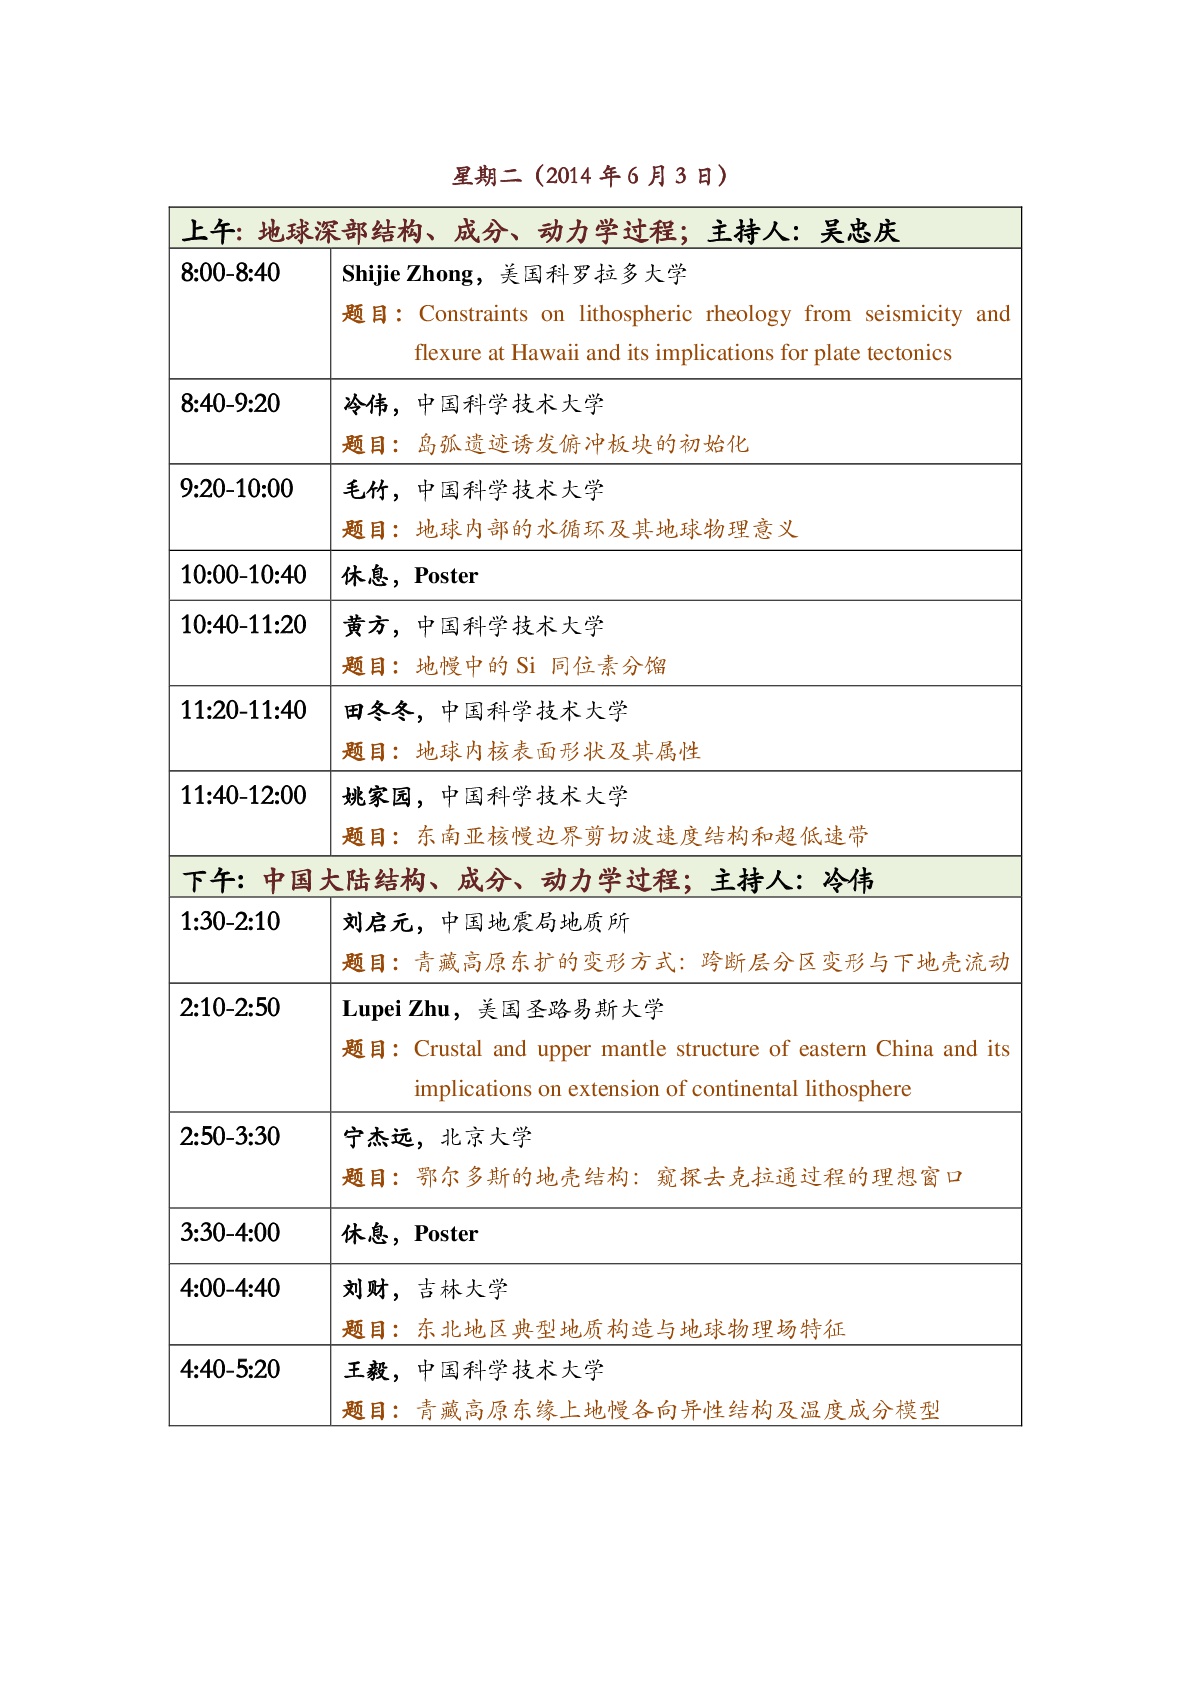 星期二（2014 年 6 月 3 日）
上午: 地球深部结构、成分、动力学过程；主持人：吴忠庆
8:00-8:40
Shijie Zhong，美国科罗拉多大学
题目：Constraints on lithospheric rheology from seismicity and
flexure at Hawaii and its implications for plate tectonics
8:40-9:20
冷伟，中国科学技术大学
题目：岛弧遗迹诱发俯冲板块的初始化
9:20-10:00
毛竹，中国科学技术大学
题目：地球内部的水循环及其地球物理意义
10:00-10:40
休息，Poster
10:40-11:20
黄方，中国科学技术大学
题目：地慢中的 Si 同位素分馏
11:20-11:40
田冬冬，中国科学技术大学
题目：地球内核表面形状及其属性
11:40-12:00
姚家园，中国科学技术大学
题目：东南亚核慢边界剪切波速度结构和超低速带
下午：中国大陆结构、成分、动力学过程；主持人：冷伟
1:30-2:10
刘启元，中国地震局地质所
题目：青藏高原东扩的变形方式：跨断层分区变形与下地壳流动
2:10-2:50
Lupei Zhu，美国圣路易斯大学
题目：Crustal and upper mantle structure of eastern China and its
implications on extension of continental lithosphere
2:50-3:30
宁杰远，北京大学
题目：鄂尔多斯的地壳结构：窥探去克拉通过程的理想窗口
3:30-4:00
休息，Poster
4:00-4:40
刘财，吉林大学
题目：东北地区典型地质构造与地球物理场特征
4:40-5:20
王毅，中国科学技术大学
题目：青藏高原东缘上地慢各向异性结构及温度成分模型